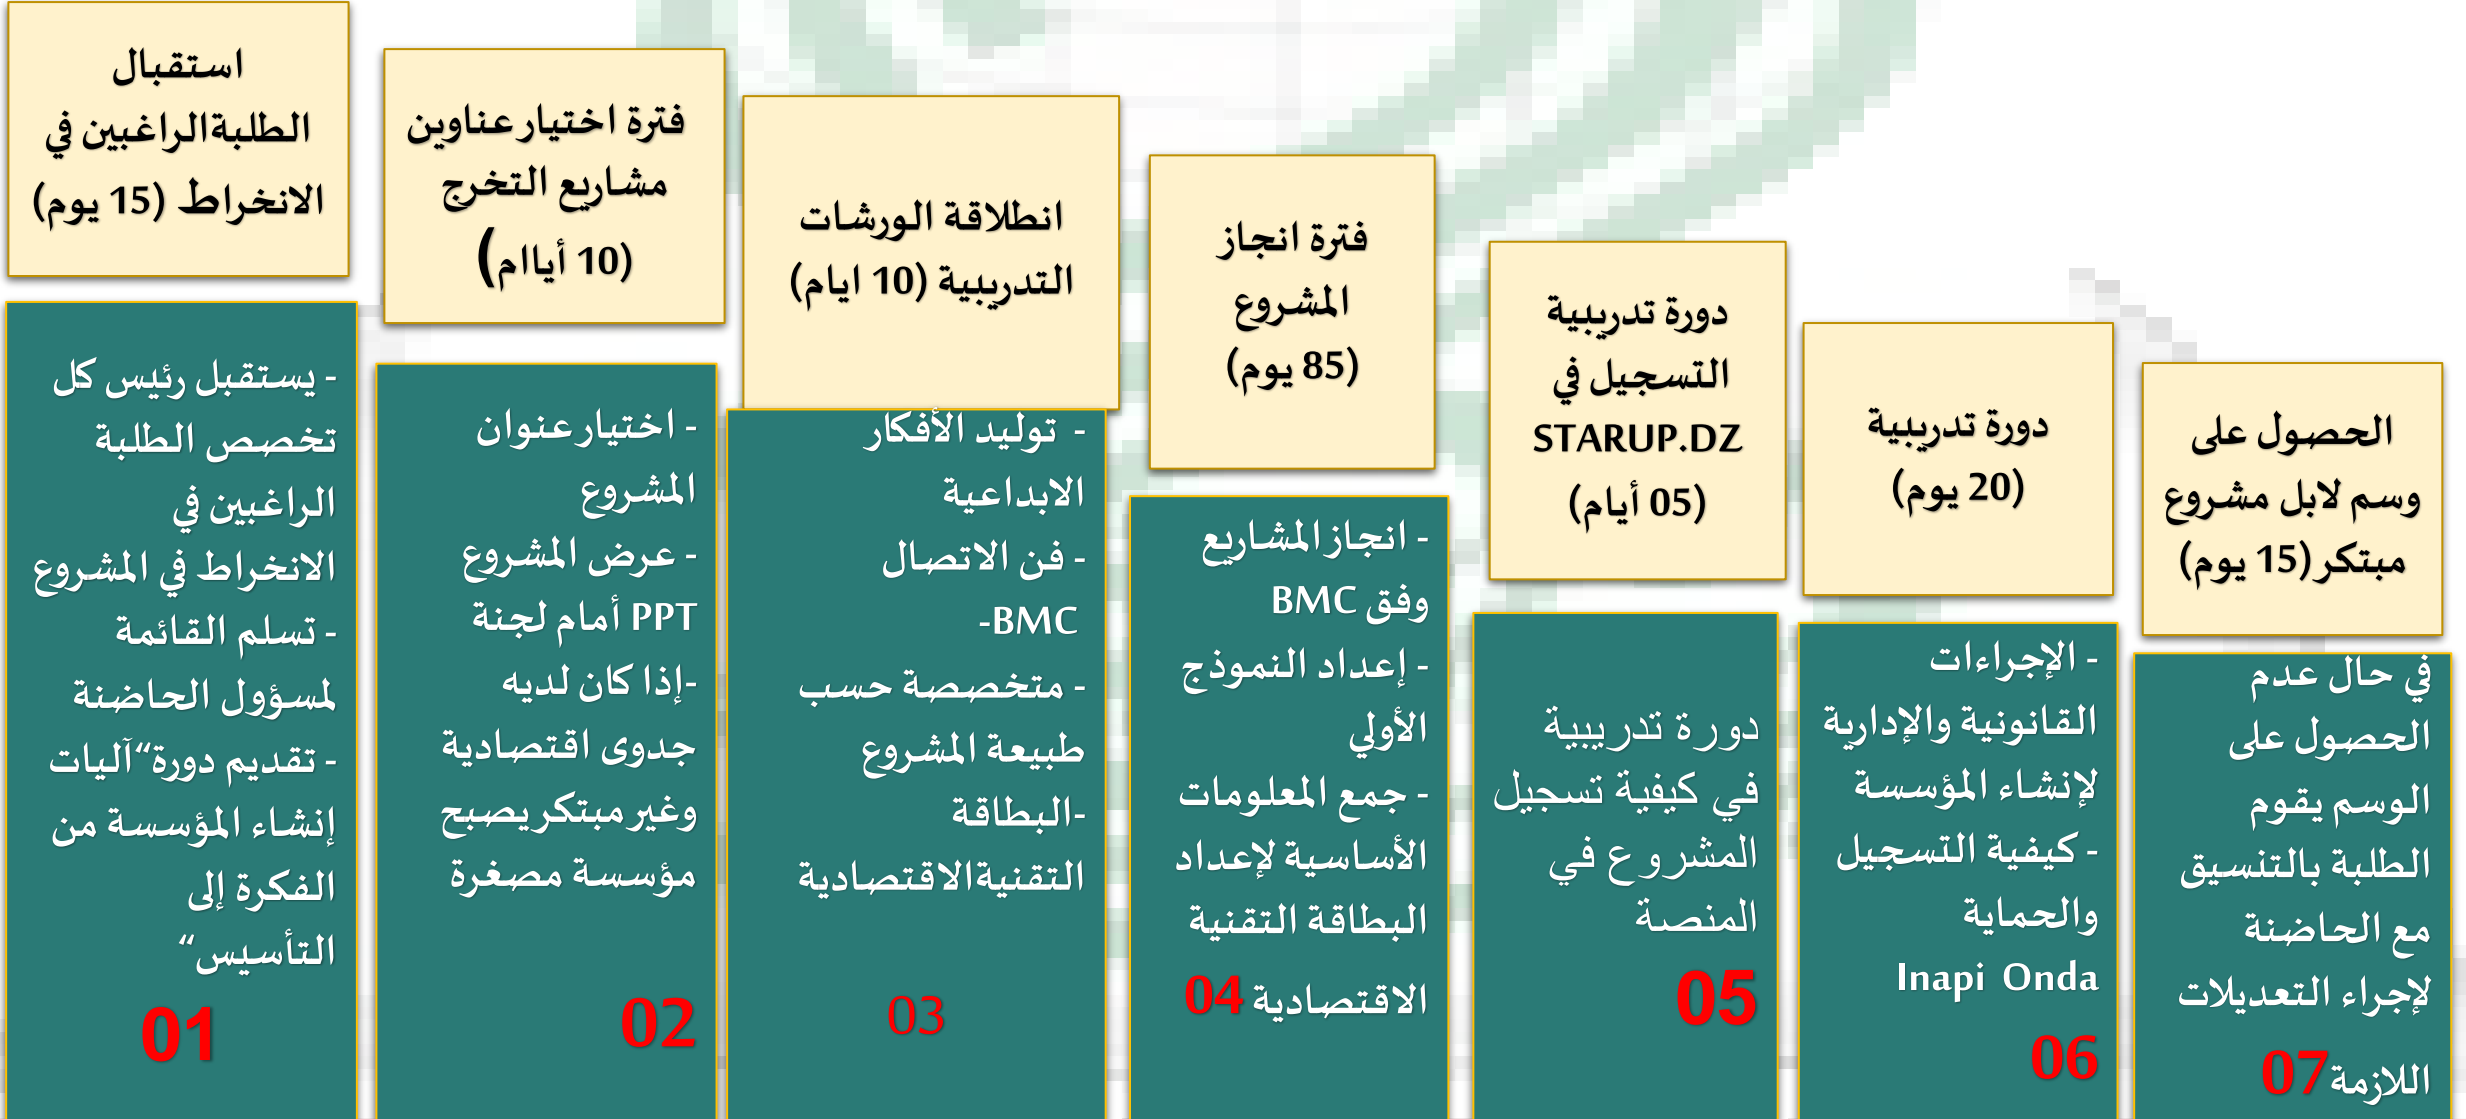 استقبال
الطلبةالراغبين في
الانخراط (15 يوم)
- يستقبل رئيس كل
تخصص الطلبة
الراغبين في
الانخراط في المشروع
- تسلم القائمة
لمسؤول الحاضنة
- تقديم دورة“آليات
إنشاء المؤسسة من
الفكرة إلى
التأسيس“
01
فترة اختيار عناوين
مشاريع التخرج
(10 أيام)
- اختيار عنوان
المشروع
- عرض المشروع
PPT أمام لجنة
-إذا كان لديه
جدوى اقتصادية
وغير مبتكر يصبح
مؤسسة مصغرة
02
انطلاقة الورشات
التدريبية (10 ايام)
- توليد الأفكار
الابداعية
- فن الاتصال
-BMC
- متخصصة حسب
طبيعة المشروع
-البطاقة
التقنيةالاقتصادية
03
فترة انجاز
المشروع
(85 يوم)
- انجاز المشاريع
وفق BMC
- إعداد النموذج
الأولي
- جمع المعلومات
الأساسية لإعداد
البطاقة التقنية
الاقتصادية 04
دورة تدريبية
التسجيل في
STARUP.DZ
(05 أيام)
دورة تدريبية
في كيفية تسجيل
المشروع في
المنصة
05
دورة تدريبية
(20 يوم)
- الإجراءات
القانونية والإدارية
لإنشاء المؤسسة
- كيفية التسجيل
والحماية
Inapi Onda
06
الحصول على
وسم لابل مشروع
مبتكر (15 يوم)
في حال عدم
الحصول على
الوسم يقوم
الطلبة بالتنسيق
مع الحاضنة
لإجراء التعديلات
اللازمة07